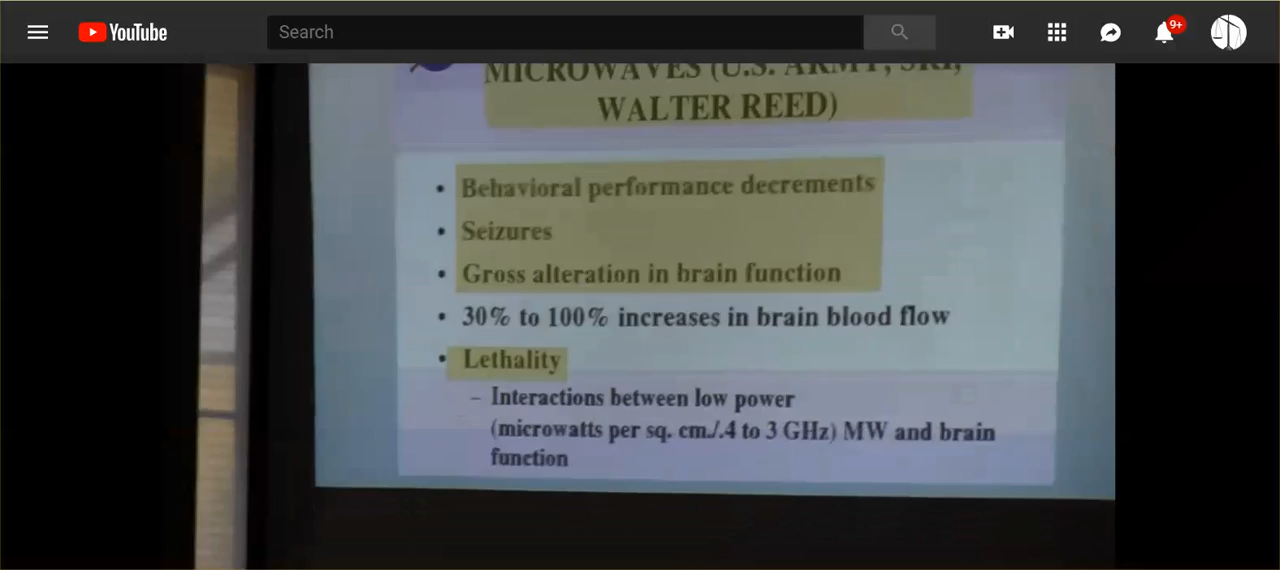 YouTube
Search
9+
MICROWAVES (U.S. ARMY, SRI,
WALTER REED)
• Behavioral performance decrements
• Seizures
• Gross alteration in brain function
• 30% to 100% increases in brain blood flow
• Lethality
– Interactions between low power
(microwatts per sq. cm./.4 to 3 GHz) MW and brain
function